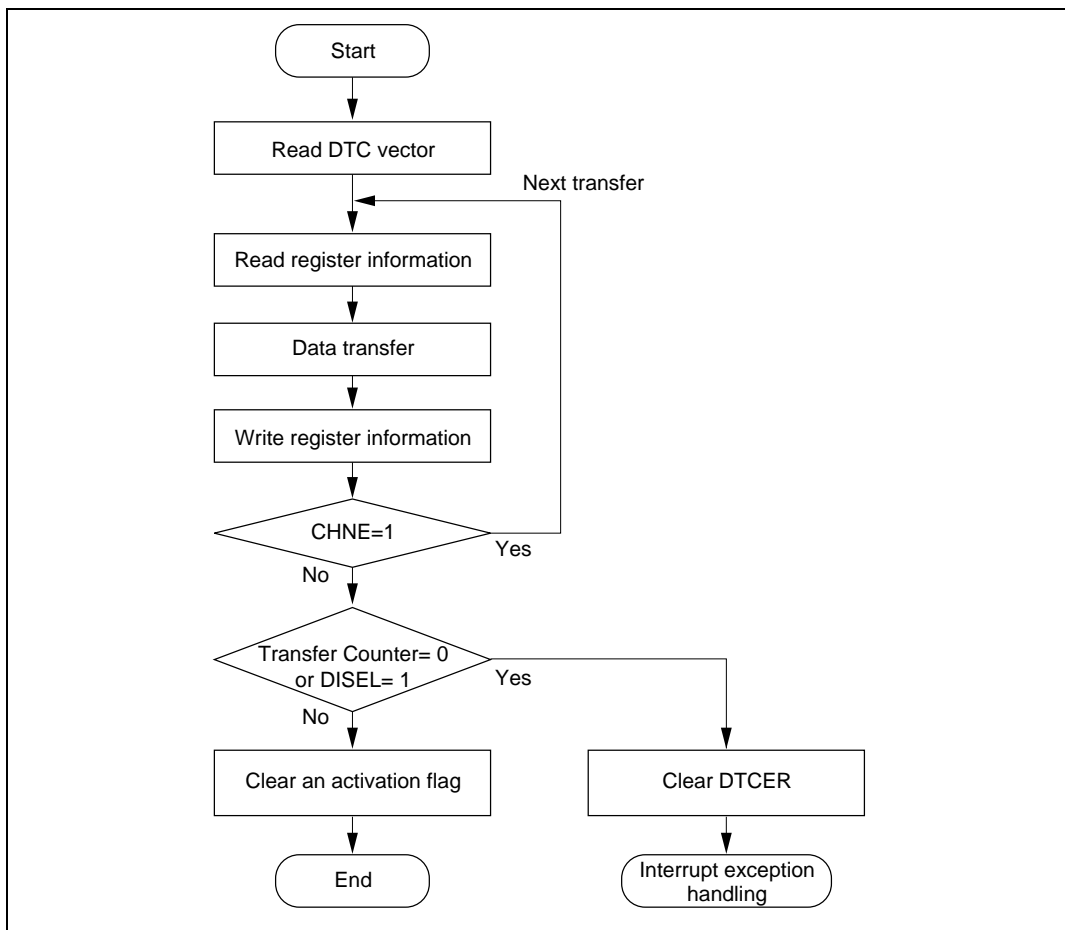 Start
Read DTC vector
Next transfer
Read register information
Data transfer
Write register information
CHNE=1
Yes
No
Transfer Counter= 0
or DISEL= 1
Yes
No
Clear an activation flag
Clear DTCER
End
Interrupt exception
handling